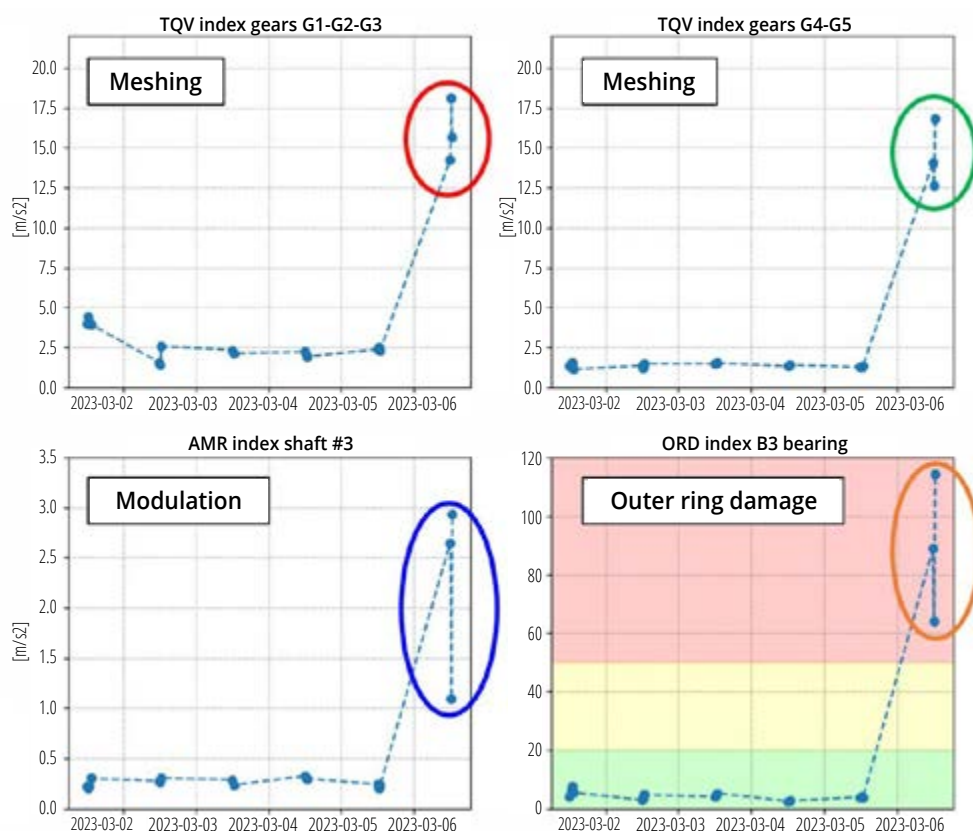 TQV index gears G1-G2-G3
Meshing
[m/s2]
20.0
17.5
15.0
12.5
10.0
7.5
5.0
2.5
0.0
2023-03-02 2023-03-03 2023-03-04 2023-03-05 2023-03-06
TQV index gears G4-G5
Meshing
[m/s2]
20.0
17.5
15.0
12.5
10.0
7.5
5.0
2.5
0.0
2023-03-02 2023-03-03 2023-03-04 2023-03-05 2023-03-06
AMR index shaft #3
Modulation
[m/s2]
3.5
3.0
2.5
2.0
1.5
1.0
0.5
0.0
2023-03-02 2023-03-03 2023-03-04 2023-03-05 2023-03-06
ORD index B3 bearing
Outer ring damage
120
100
80
60
40
20
0
2023-03-02 2023-03-03 2023-03-04 2023-03-05 2023-03-06